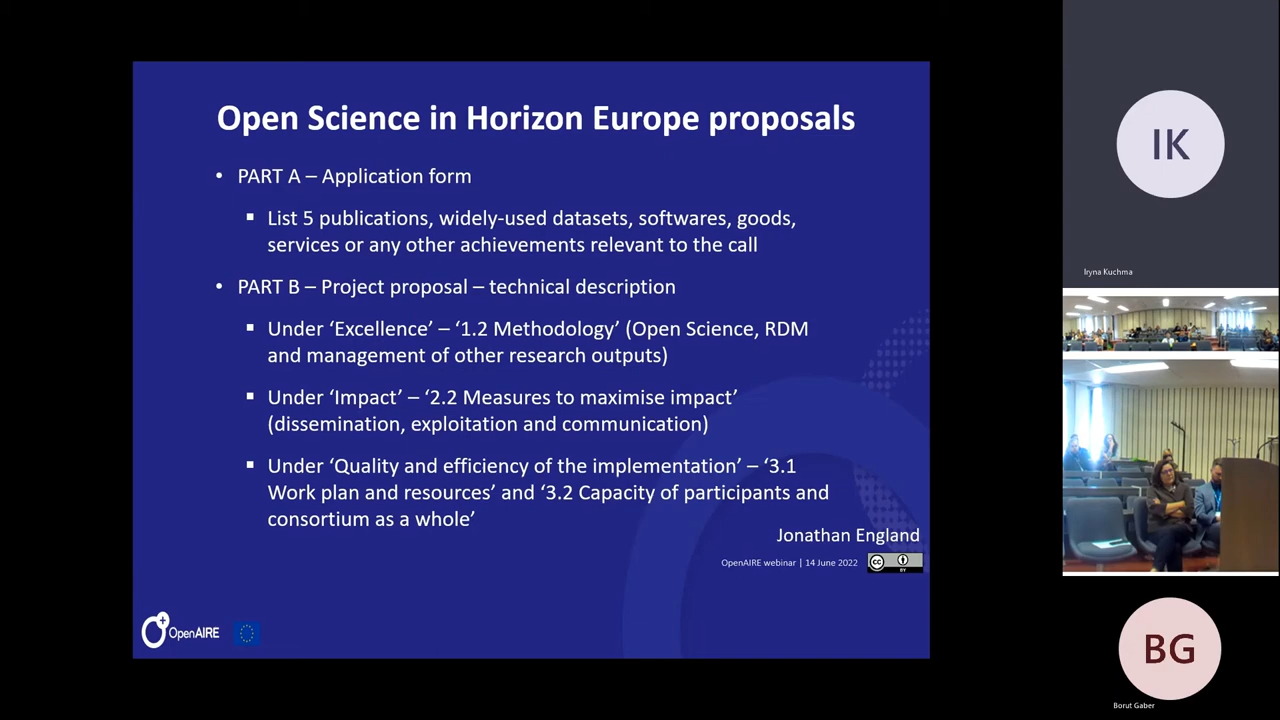 Open Science in Horizon Europe proposals
• PART A – Application form
▪ List 5 publications, widely-used datasets, softwares, goods,
services or any other achievements relevant to the call
• PART B – Project proposal – technical description
▪ Under ‘Excellence’ – ‘1.2 Methodology’ (Open Science, RDM
and management of other research outputs)
▪ Under ‘Impact’ – ‘2.2 Measures to maximise impact’
(dissemination, exploitation and communication)
▪ Under ‘Quality and efficiency of the implementation’ – ‘3.1
Work plan and resources’ and ‘3.2 Capacity of participants and
consortium as a whole’
Jonathan England
OpenAIRE webinar | 14 June 2022
cc
BY
OpenAIRE
IK
Iryna Kuchma
BG
Borut Gaber